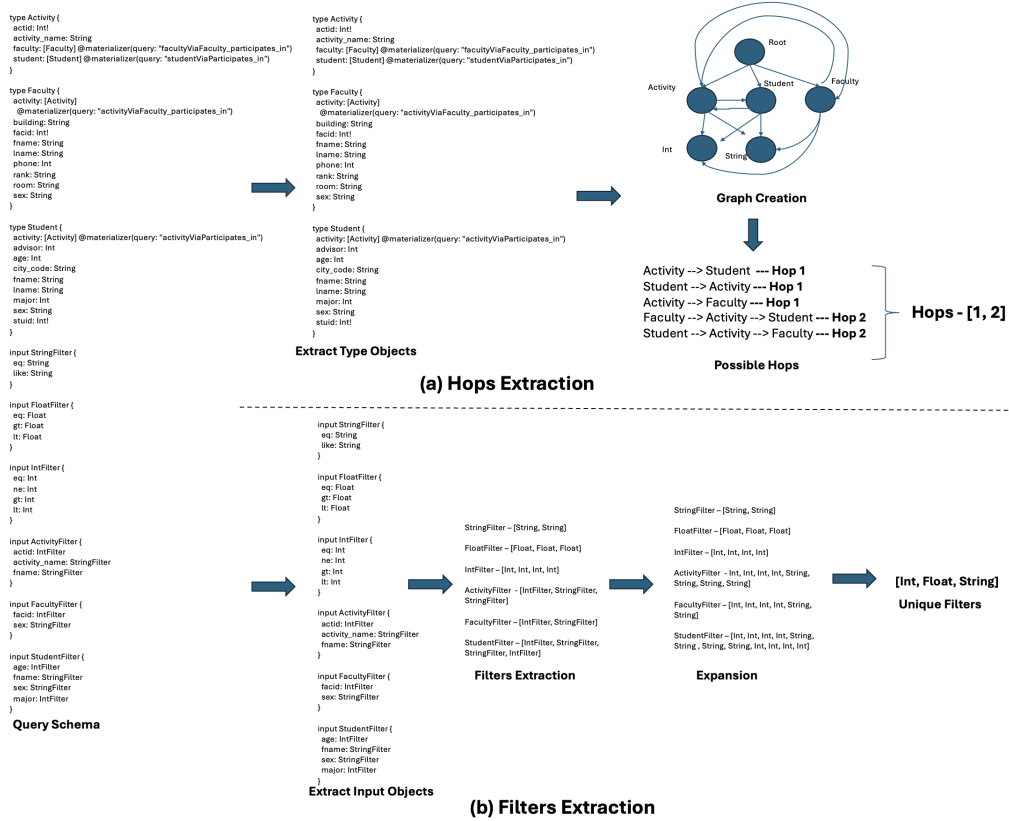 type Activity {
actid: Int!
activity_name: String
faculty: [Faculty] @materializer(query: "facultyViaFaculty_participates_in")
student: [Student] @materializer(query: "studentViaParticipates_in")
}
type Faculty {
activity: [Activity]
@materializer(query: "activityViaFaculty_participates_in")
building: String
facid: Int!
fname: String
lname: String
phone: Int
rank: String
room: String
sex: String
}
type Student {
activity: [Activity] @materializer(query: "activityViaParticipates_in")
advisor: Int
age: Int
city_code: String
fname: String
lname: String
major: Int
sex: String
stuid: Int!
}
input StringFilter {
eq: String
like: String
}
input FloatFilter {
eq: Float
gt: Float
lt: Float
}
input IntFilter {
eq: Int
ne: Int
gt: Int
lt: Int
}
input ActivityFilter {
actid: IntFilter
activity_name: StringFilter
fname: StringFilter
}
input FacultyFilter {
facid: IntFilter
sex: StringFilter
}
input StudentFilter {
age: IntFilter
fname: StringFilter
sex: StringFilter
major: IntFilter
}
Query Schema
type Activity {
actid: Int!
activity_name: String
faculty: [Faculty] @materializer(query: "facultyViaFaculty_participates_in")
student: [Student] @materializer(query: "studentViaParticipates_in")
}
type Faculty {
activity: [Activity]
@materializer(query: "activityViaFaculty_participates_in")
building: String
facid: Int!
fname: String
lname: String
phone: Int
rank: String
room: String
sex: String
}
type Student {
activity: [Activity] @materializer(query: "activityViaParticipates_in")
advisor: Int
age: Int
city_code: String
fname: String
lname: String
major: Int
sex: String
stuid: Int!
}
Extract Type Objects
Root
Activity
Student
Faculty
Int
String
Graph Creation
Activity --> Student --- Hop 1
Student --> Activity --- Hop 1
Activity --> Faculty --- Hop 1
Faculty --> Activity --> Student --- Hop 2
Student --> Activity --> Faculty --- Hop 2
Possible Hops
Hops - [1, 2]
(a) Hops Extraction
input StringFilter {
eq: String
like: String
}
input FloatFilter {
eq: Float
gt: Float
lt: Float
}
input IntFilter {
eq: Int
ne: Int
gt: Int
lt: Int
}
input ActivityFilter {
actid: IntFilter
activity_name: StringFilter
fname: StringFilter
}
input FacultyFilter {
facid: IntFilter
sex: StringFilter
}
input StudentFilter {
age: IntFilter
fname: StringFilter
sex: StringFilter
major: IntFilter
}
Extract Input Objects
StringFilter – [String, String]
FloatFilter – [Float, Float, Float]
IntFilter – [Int, Int, Int, Int]
ActivityFilter - [IntFilter, StringFilter,
StringFilter]
FacultyFilter – [IntFilter, StringFilter]
StudentFilter – [IntFilter, StringFilter,
StringFilter, IntFilter]
Filters Extraction
StringFilter – [String, String]
FloatFilter – [Float, Float, Float]
IntFilter – [Int, Int, Int, Int]
ActivityFilter - Int, Int, Int, Int, String,
String, String, String]
FacultyFilter – [Int, Int, Int, Int, String,
String]
StudentFilter – [Int, Int, Int, Int, String,
String , String, String, Int, Int, Int, Int]
Expansion
[Int, Float, String]
Unique Filters
(b) Filters Extraction